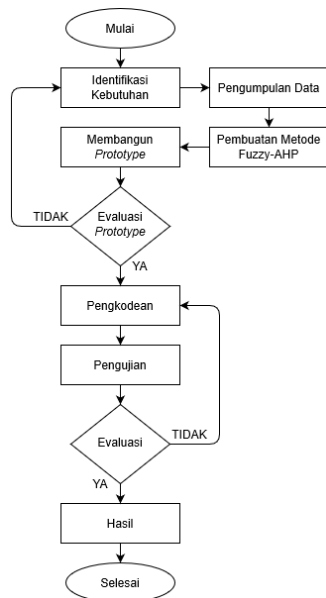 Mulai
Identifikasi
Kebutuhan
Pengumpulan Data
Pembuatan Metode
Fuzzy-AHP
Membangun
Prototype
Evaluasi
Prototype
TIDAK
YA
Pengkodean
Pengujian
Evaluasi
TIDAK
YA
Hasil
Selesai